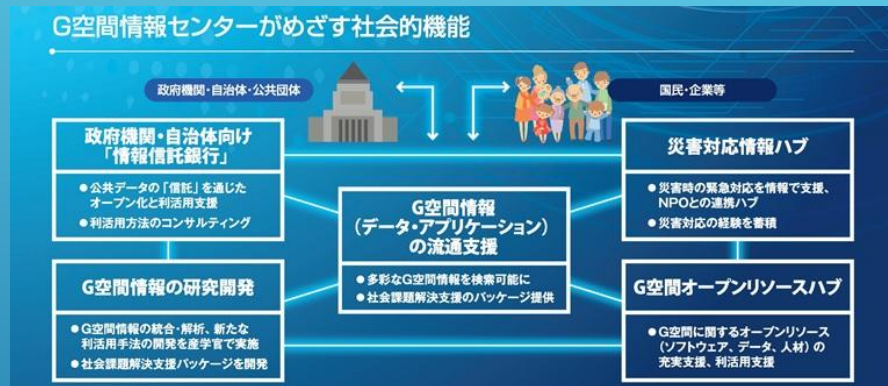 G空間情報センターがめざす社会的機能
政府機関・自治体・公共団体
国民・企業等
政府機関・自治体向け
「情報信託銀行」
●公共データの「信託」を通じた
オープン化と利活用支援
●利活用方法のコンサルティング
災害対応情報ハブ
●災害時の緊急対応を情報で支援、
NPOとの連携ハブ
●災害対応の経験を蓄積
G空間情報
(データ・アプリケーション)
の流通支援
●多彩なG空間情報を検索可能に
●社会課題解決支援のパッケージ提供
G空間情報の研究開発
●G空間情報の統合・解析、新たな
利活用手法の開発を産学官で実施
●社会課題解決支援パッケージを開発
G空間オープンリソースハブ
●G空間に関するオープンリソース
(ソフトウェア、データ、人材)の
充実支援、利活用支援